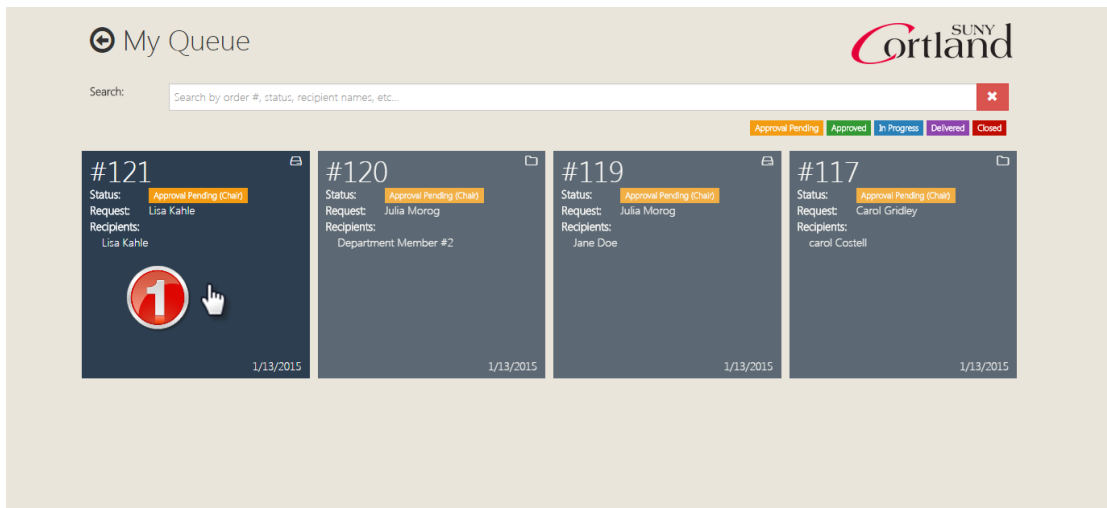 My Queue
SUNY
Cortland
Search:
Search by order #, status, recipient names, etc...
Approval Pending Approved In Progress Delivered Closed
#121
Status: Approval Pending (Chair)
Request: Lisa Kahle
Recipients:
Lisa Kahle
1
1/13/2015
#120
Status: Approval Pending (Chair)
Request: Julia Morog
Recipients:
Department Member #2
1/13/2015
#119
Status: Approval Pending (Chair)
Request: Julia Morog
Recipients:
Jane Doe
1/13/2015
#117
Status: Approval Pending (Chair)
Request: Carol Gridley
Recipients:
carol Costell
1/13/2015